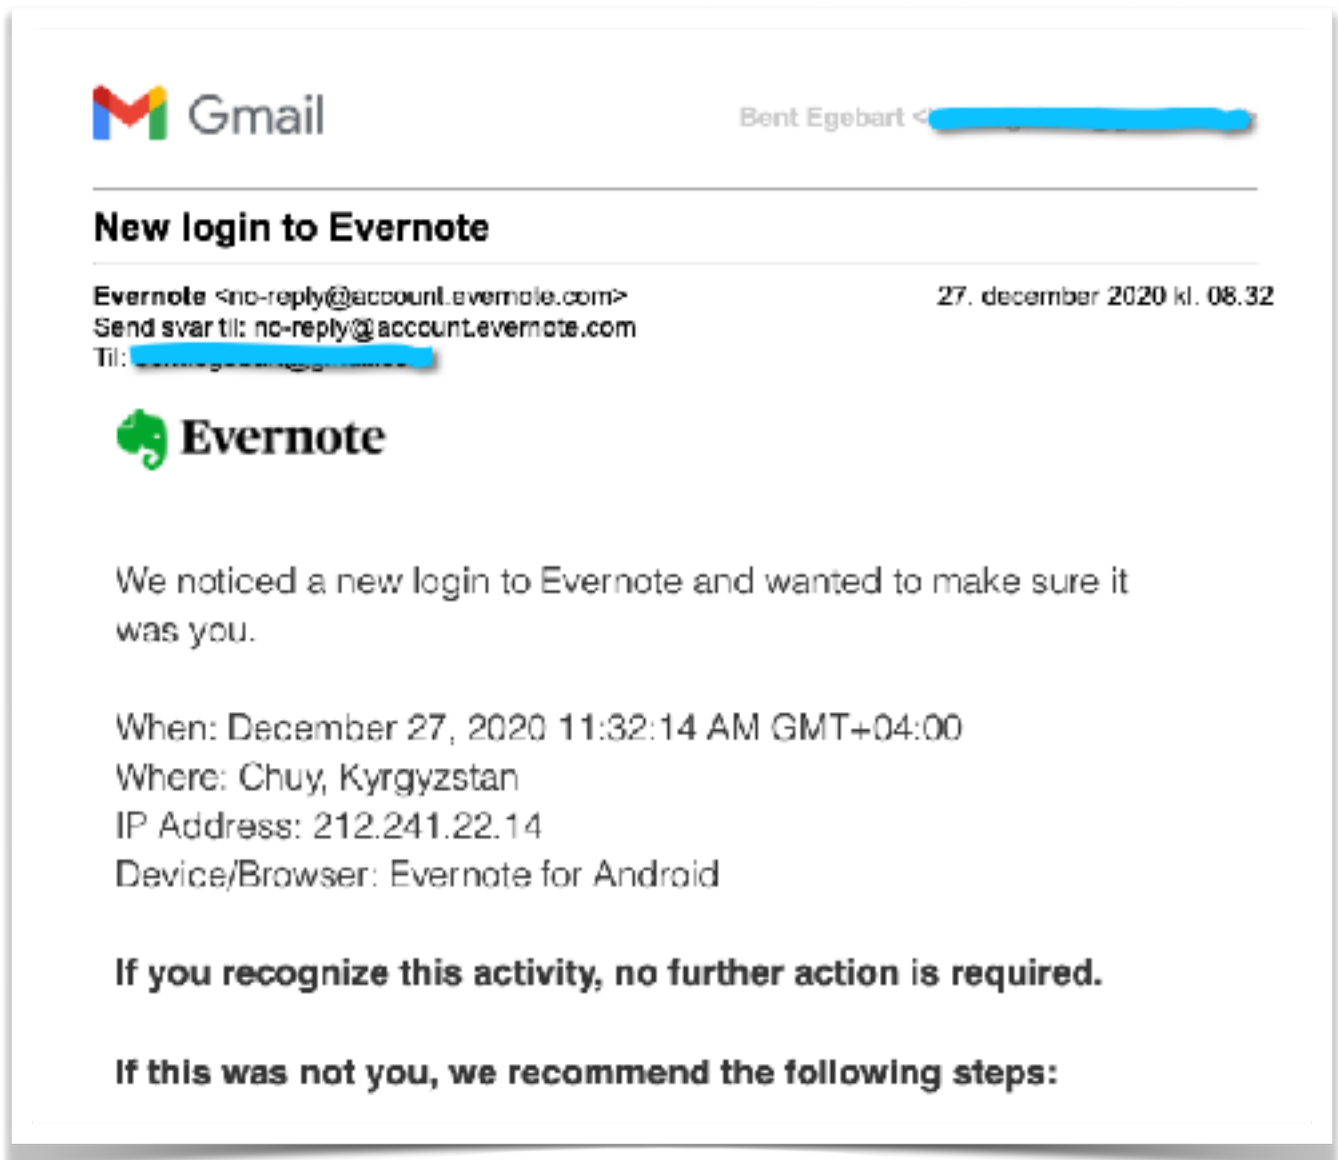 Gmail
Bent Egebart <
New login to Evernote
Evernote <no-reply@account.evernote.com>
27. december 2020 kl. 08.32
Send svar til: no-reply@account.evernote.com
Til:
Evernote
We noticed a new login to Evernote and wanted to make sure it
was you.
When: December 27, 2020 11:32:14 AM GMT+04:00
Where: Chuy, Kyrgyzstan
IP Address: 212.241.22.14
Device/Browser: Evernote for Android
If you recognize this activity, no further action is required.
If this was not you, we recommend the following steps: